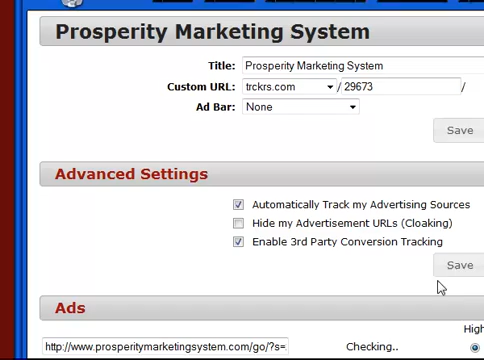 Prosperity Marketing System
Title: Prosperity Marketing System
Custom URL: trckrs.com / 29673 /
Ad Bar: None
Save
Advanced Settings
Automatically Track my Advertising Sources
Hide my Advertisement URLs (Cloaking)
Enable 3rd Party Conversion Tracking
Save
Ads
High
http://www.prosperitymarketingsystem.com/go/?s=. Checking..